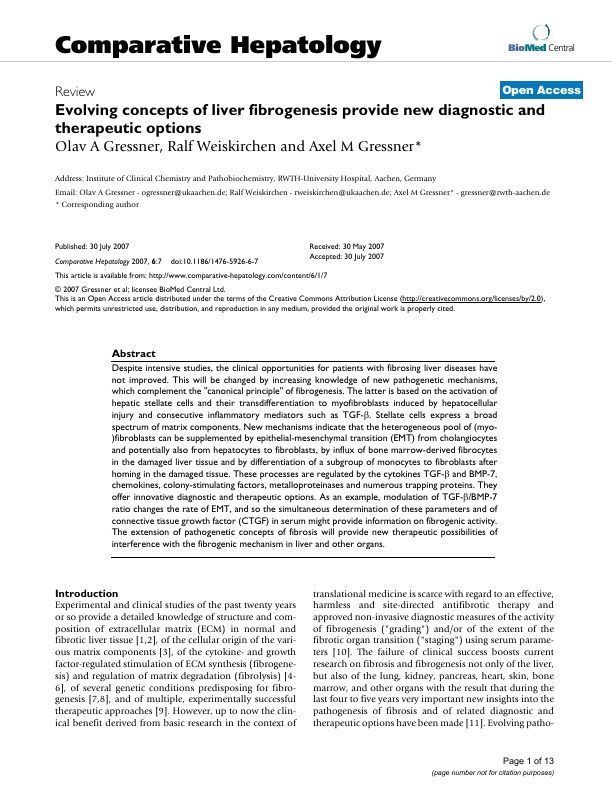 Comparative Hepatology
BioMed Central
Review
Open Access
Evolving concepts of liver fibrogenesis provide new diagnostic and
therapeutic options
Olav A Gressner, Ralf Weiskirchen and Axel M Gressner*
Address: Institute of Clinical Chemistry and Pathobiochemistry, RWTH-University Hospital, Aachen, Germany
Email: Olav A Gressner - ogressner@ukaachen.de; Ralf Weiskirchen - rweiskirchen@ukaachen.de; Axel M Gressner* - gressner@rwth-aachen.de
* Corresponding author
Published: 30 July 2007
Comparative Hepatology 2007, 6:7 doi:10.1186/1476-5926-6-7
Received: 30 May 2007
Accepted: 30 July 2007
This article is available from: http://www.comparative-hepatology.com/content/6/1/7
© 2007 Gressner et al; licensee BioMed Central Ltd.
This is an Open Access article distributed under the terms of the Creative Commons Attribution License (http://creativecommons.org/licenses/by/2.0),
which permits unrestricted use, distribution, and reproduction in any medium, provided the original work is properly cited.
Abstract
Despite intensive studies, the clinical opportunities for patients with fibrosing liver diseases have
not improved. This will be changed by increasing knowledge of new pathogenetic mechanisms,
which complement the "canonical principle" of fibrogenesis. The latter is based on the activation of
hepatic stellate cells and their transdifferentiation to myofibroblasts induced by hepatocellular
injury and consecutive inflammatory mediators such as TGF-β. Stellate cells express a broad
spectrum of matrix components. New mechanisms indicate that the heterogeneous pool of (myo-
)fibroblasts can be supplemented by epithelial-mesenchymal transition (EMT) from cholangiocytes
and potentially also from hepatocytes to fibroblasts, by influx of bone marrow-derived fibrocytes
in the damaged liver tissue and by differentiation of a subgroup of monocytes to fibroblasts after
homing in the damaged tissue. These processes are regulated by the cytokines TGF-β and BMP-7,
chemokines, colony-stimulating factors, metalloproteinases and numerous trapping proteins. They
offer innovative diagnostic and therapeutic options. As an example, modulation of TGF-β/BMP-7
ratio changes the rate of EMT, and so the simultaneous determination of these parameters and of
connective tissue growth factor (CTGF) in serum might provide information on fibrogenic activity.
The extension of pathogenetic concepts of fibrosis will provide new therapeutic possibilities of
interference with the fibrogenic mechanism in liver and other organs.
Introduction
Experimental and clinical studies of the past twenty years
or so provide a detailed knowledge of structure and com-
position of extracellular matrix (ECM) in normal and
fibrotic liver tissue [1,2], of the cellular origin of the vari-
ous matrix components [3], of the cytokine- and growth
factor-regulated stimulation of ECM synthesis (fibrogene-
sis) and regulation of matrix degradation (fibrolysis) [4-
6], of several genetic conditions predisposing for fibro-
genesis [7,8], and of multiple, experimentally successful
therapeutic approaches [9]. However, up to now the clin-
ical benefit derived from basic research in the context of
translational medicine is scarce with regard to an effective,
harmless and site-directed antifibrotic therapy and
approved non-invasive diagnostic measures of the activity
of fibrogenesis ("grading") and/or of the extent of the
fibrotic organ transition ("staging") using serum parame-
ters [10]. The failure of clinical success boosts current
research on fibrosis and fibrogenesis not only of the liver,
but also of the lung, kidney, pancreas, heart, skin, bone
marrow, and other organs with the result that during the
last four to five years very important new insights into the
pathogenesis of fibrosis and of related diagnostic and
therapeutic options have been made [11]. Evolving patho-
Page 1 of 13
(page number not for citation purposes)